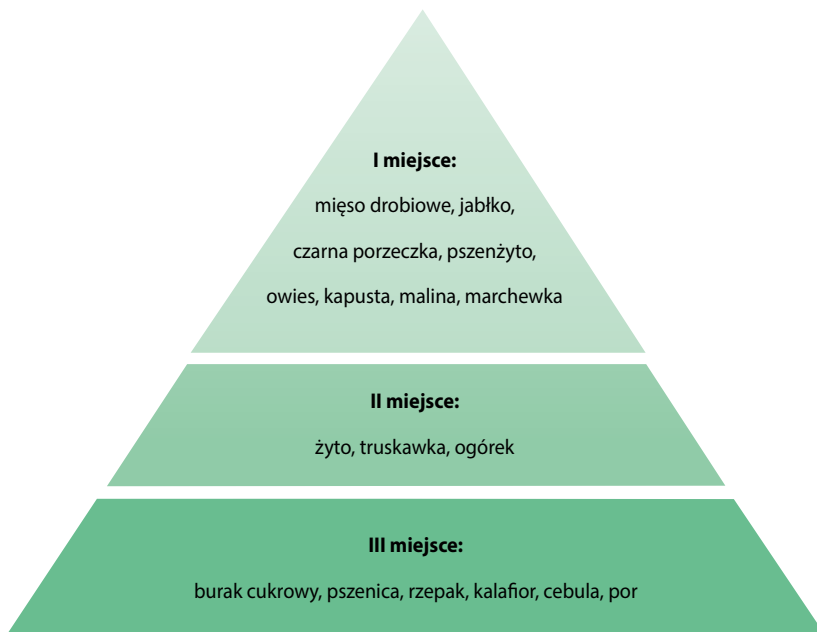 I miejsce:
mięso drobiowe, jabłko,
czarna porzeczka, pszenżyto,
owies, kapusta, malina, marchewka
II miejsce:
żyto, truskawka, ogórek
III miejsce:
burak cukrowy, pszenica, rzepak, kalafior, cebula, por